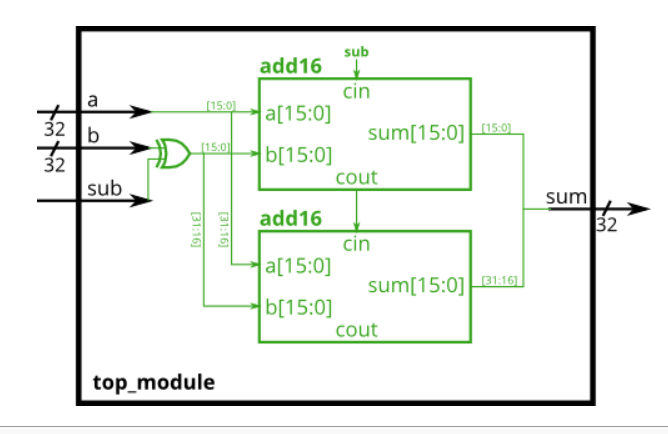 sub
add16
cin
a
[15:0]
a[15:0]
32
sum[15:0]
[15:0]
b
[15:0]
b[15:0]
32
cout
sub
sum
add16
32
[31:16]
[31:16]
cin
a[15:0]
sum[15:0]
[31:16]
b[15:0]
cout
top_module